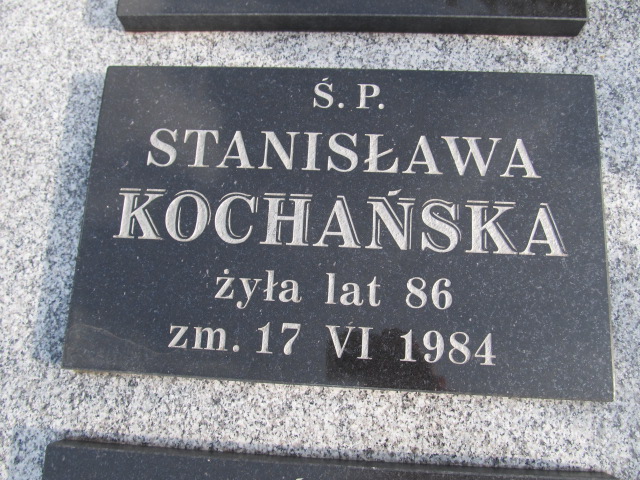 Ś. P.
STANISŁAWA
KOCHAŃSKA
żyła lat 86
zm. 17 VI 1984